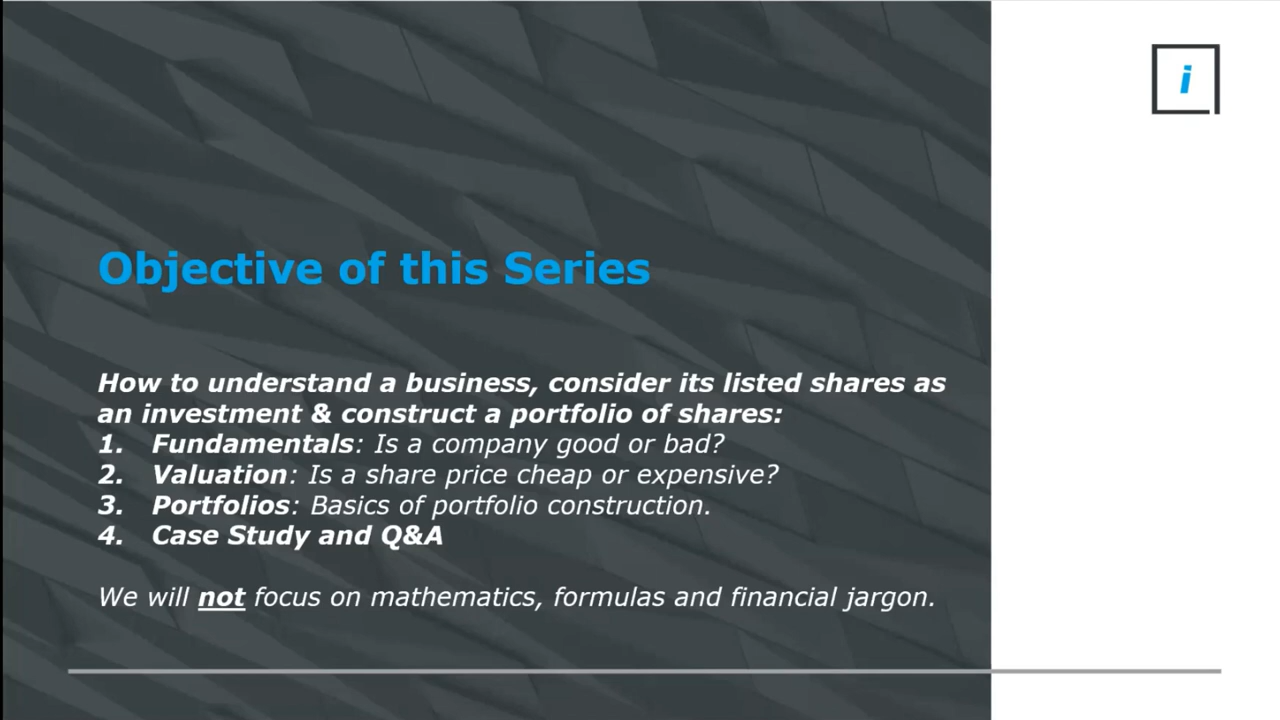 i
Objective of this Series
How to understand a business, consider its listed shares as
an investment & construct a portfolio of shares:
1. Fundamentals: Is a company good or bad?
2. Valuation: Is a share price cheap or expensive?
3. Portfolios: Basics of portfolio construction.
4. Case Study and Q&A
We will not focus on mathematics, formulas and financial jargon.